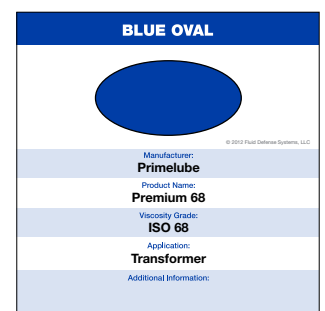 BLUE OVAL
© 2012 Fluid Defense Systems, LLC
Manufacturer:
Primelube
Product Name:
Premium 68
Viscosity Grade:
ISO 68
Application:
Transformer
Additional Information: